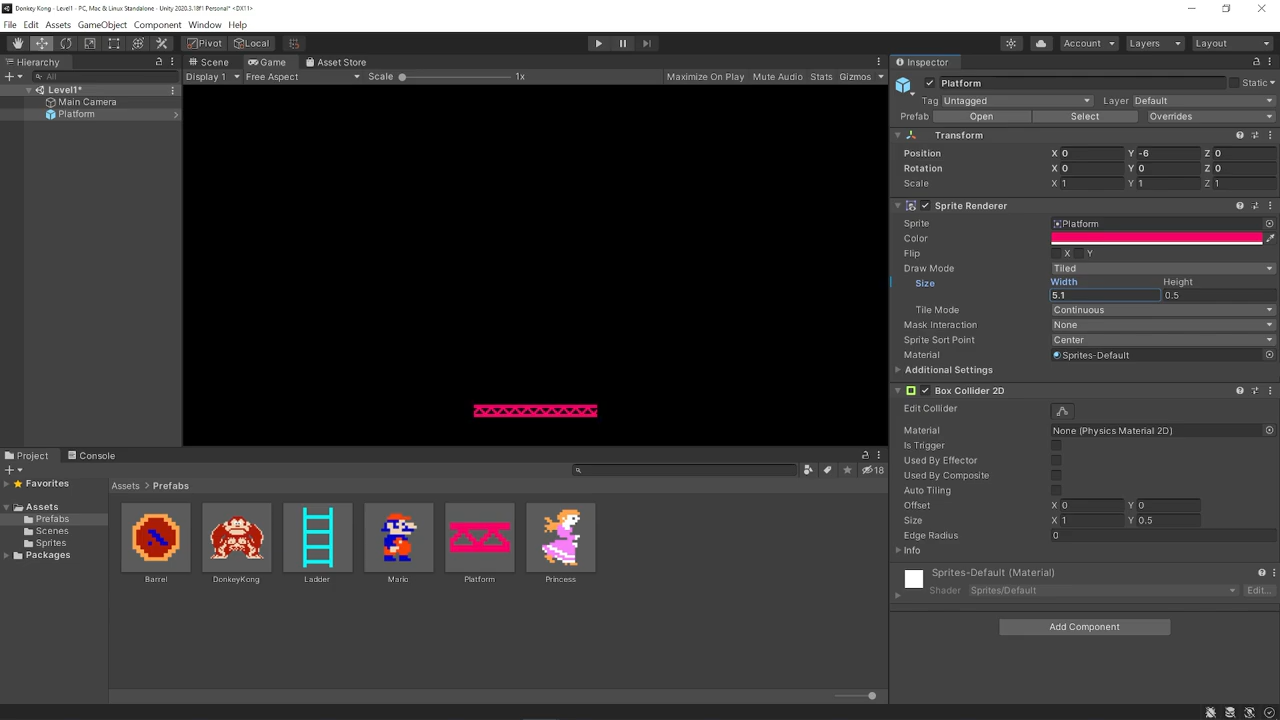 Donkey Kong - Level1 - PC, Mac & Linux Standalone - Unity 2020.3.18f1 Personal* <DX11>
File Edit Assets GameObject Component Window Help
Pivot Local Account Layers Layout
Hierarchy Scene Game Asset Store Inspector
All Display 1 Free Aspect Scale 1x Maximize On Play Mute Audio Stats Gizmos
Level1*
Main Camera
Platform
Platform Static
Tag Untagged Layer Default
Prefab Open Select Overrides
Transform
Position X 0 Y -6 Z 0
Rotation X 0 Y 0 Z 0
Scale X 1 Y 1 Z 1
Sprite Renderer
Sprite Platform
Color
Flip X Y
Draw Mode Tiled
Size Width Height
5.1 0.5
Tile Mode Continuous
Mask Interaction None
Sprite Sort Point Center
Material Sprites-Default
Additional Settings
Box Collider 2D
Edit Collider
Material None (Physics Material 2D)
Is Trigger
Used By Effector
Used By Composite
Auto Tiling
Offset X 0 Y 0
Size X 1 Y 0.5
Edge Radius 0
Info
Sprites-Default (Material)
Shader Sprites/Default Edit...
Add Component
Project Console
18
Favorites
Assets
Prefabs
Scenes
Sprites
Packages
Assets > Prefabs
Barrel DonkeyKong Ladder Mario Platform Princess